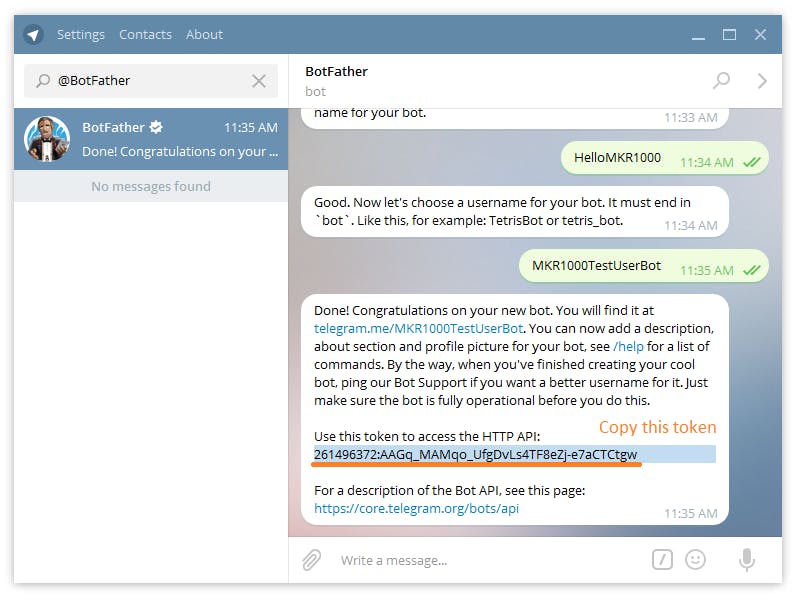 Settings Contacts About
@BotFather
BotFather 11:35 AM
Done! Congratulations on your ...
No messages found
BotFather
bot
name for your bot.
11:33 AM
HelloMKR1000 11:34 AM
Good. Now let's choose a username for your bot. It must end in
`bot`. Like this, for example: TetrisBot or tetris_bot.
11:34 AM
MKR1000TestUserBot 11:35 AM
Done! Congratulations on your new bot. You will find it at
telegram.me/MKR1000TestUserBot. You can now add a description,
about section and profile picture for your bot, see /help for a list of
commands. By the way, when you've finished creating your cool
bot, ping our Bot Support if you want a better username for it. Just
make sure the bot is fully operational before you do this.
Copy this token
Use this token to access the HTTP API:
261496372:AAGq_MAMqo_UfgDvLs4TF8eZj-e7aCTCtgw
For a description of the Bot API, see this page:
https://core.telegram.org/bots/api
11:35 AM
Write a message...